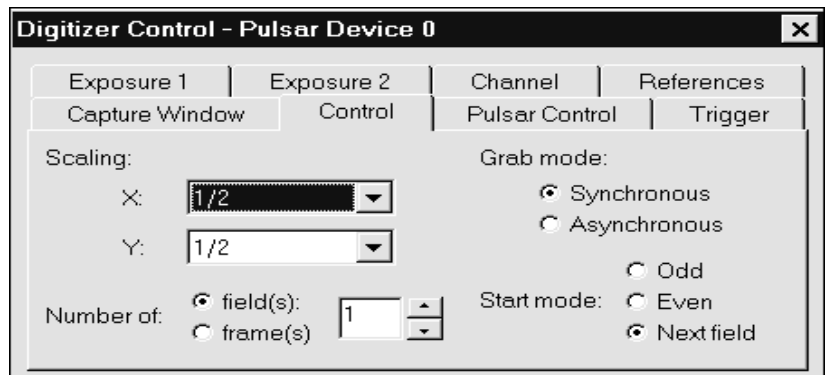 Digitizer Control - Pulsar Device 0
Exposure 1 Exposure 2 Channel References
Capture Window Control Pulsar Control Trigger
Scaling:
X: 1/2
Y: 1/2
Number of: field(s): 1
frame(s)
Grab mode:
Synchronous
Asynchronous
Start mode:
Odd
Even
Next field